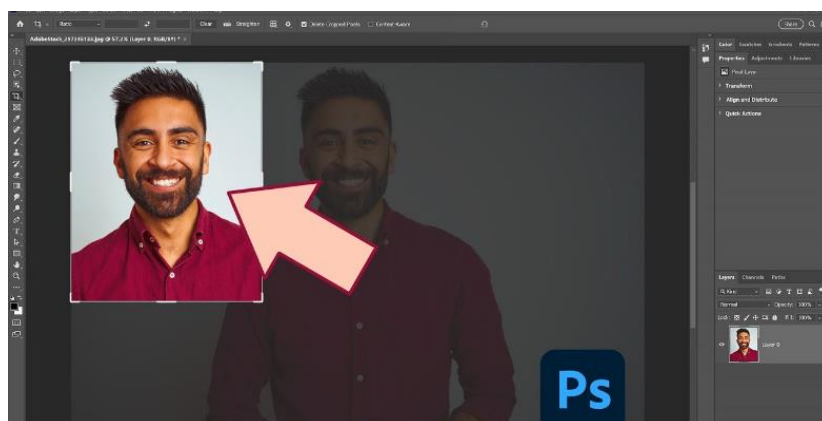 Ratio Clear Straighten Delete Cropped Pixels Content-Aware Share
Color Swatches Gradients Patterns
Properties Adjustments Libraries
Pixel Layer
Transform
Align and Distribute
Quick Actions
Ps
Layers Channels Paths
Kind
Normal Opacity: 100%
Lock: Fill: 100%
Layer 0